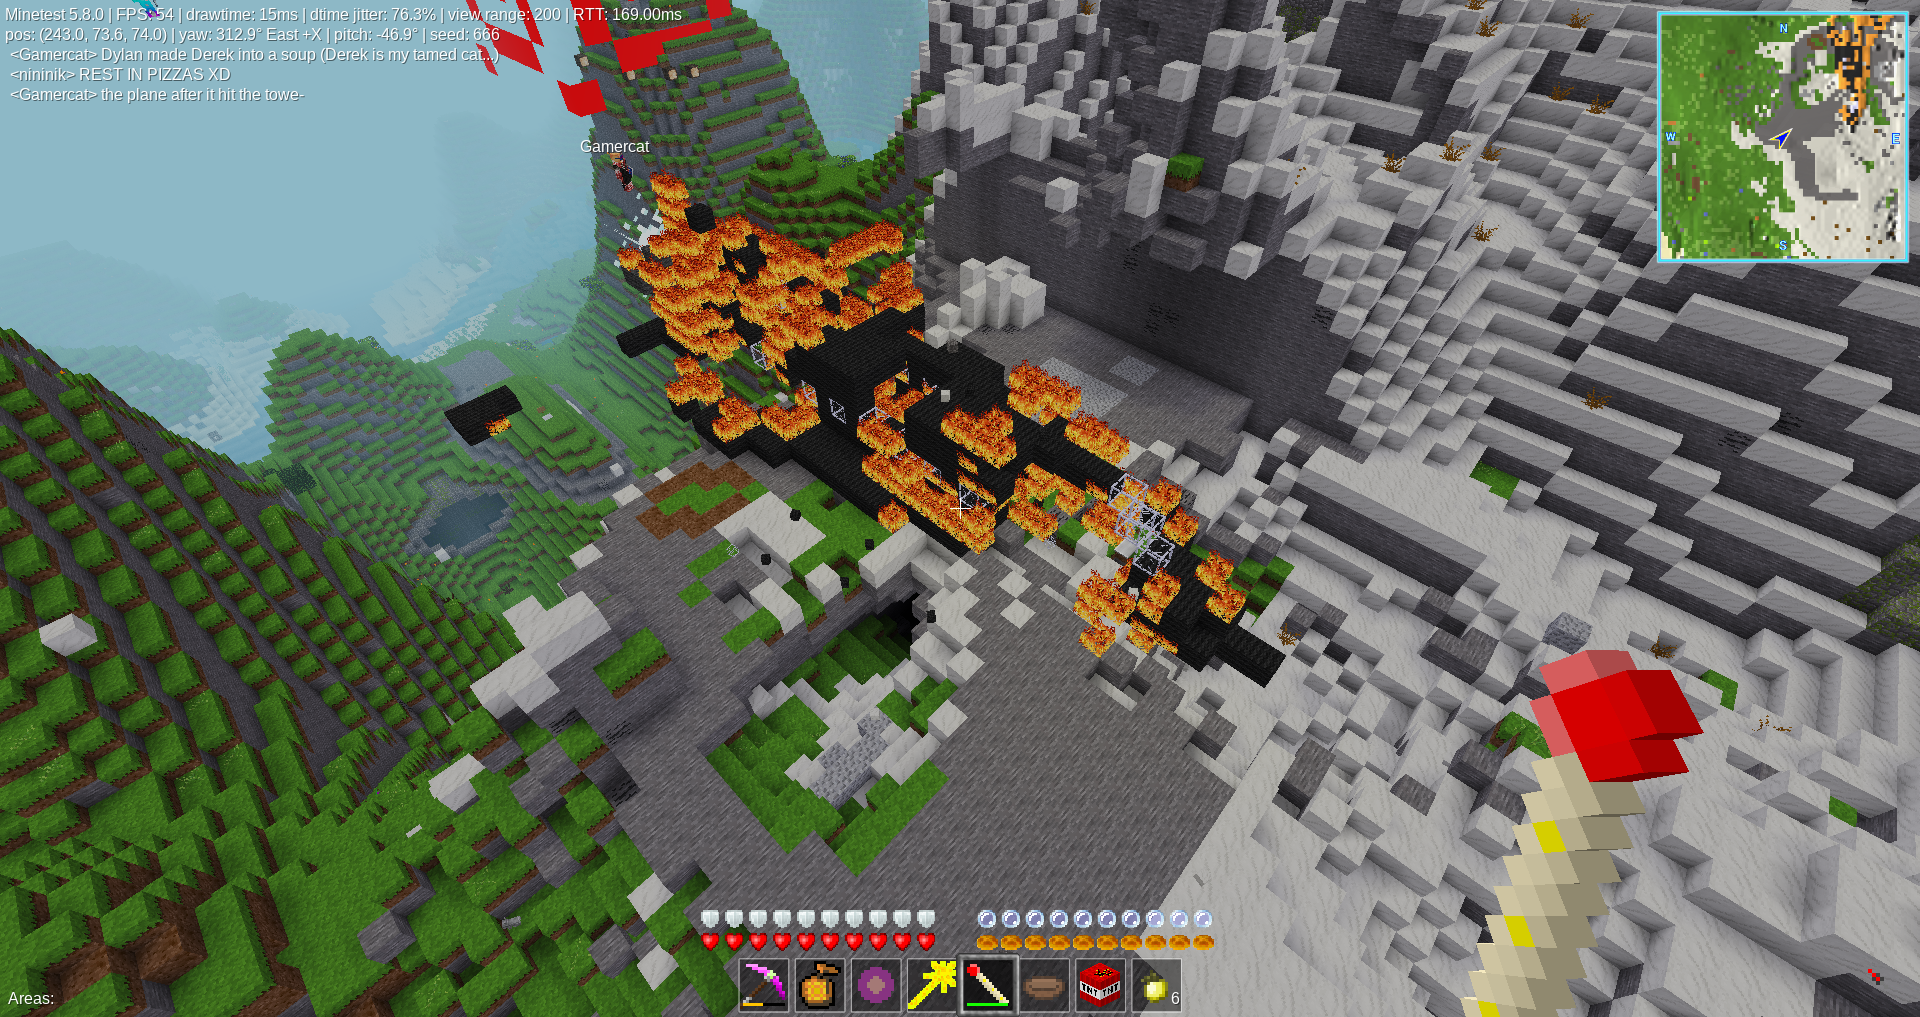 Minetest 5.8.0 | FPS: 54 | drawtime: 15ms | dtime jitter: 76.3% | view range: 200 | RTT: 169.00ms
pos: (243.0, 73.6, 74.0) | yaw: 312.9° East +X | pitch: -46.9° | seed: 666
<Gamercat> Dylan made Derek into a soup (Derek is my tamed cat...)
<nininik> REST IN PIZZAS XD
<Gamercat> the plane after it hit the towe-
N
W
E
S
Gamercat
Areas:
TNT TNT
6